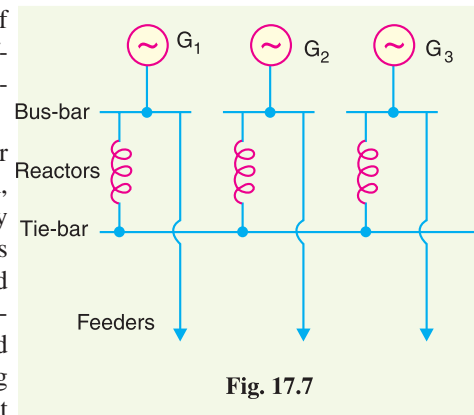 G1
G2
G3
Bus-bar
Reactors
Tie-bar
Feeders
Fig. 17.7